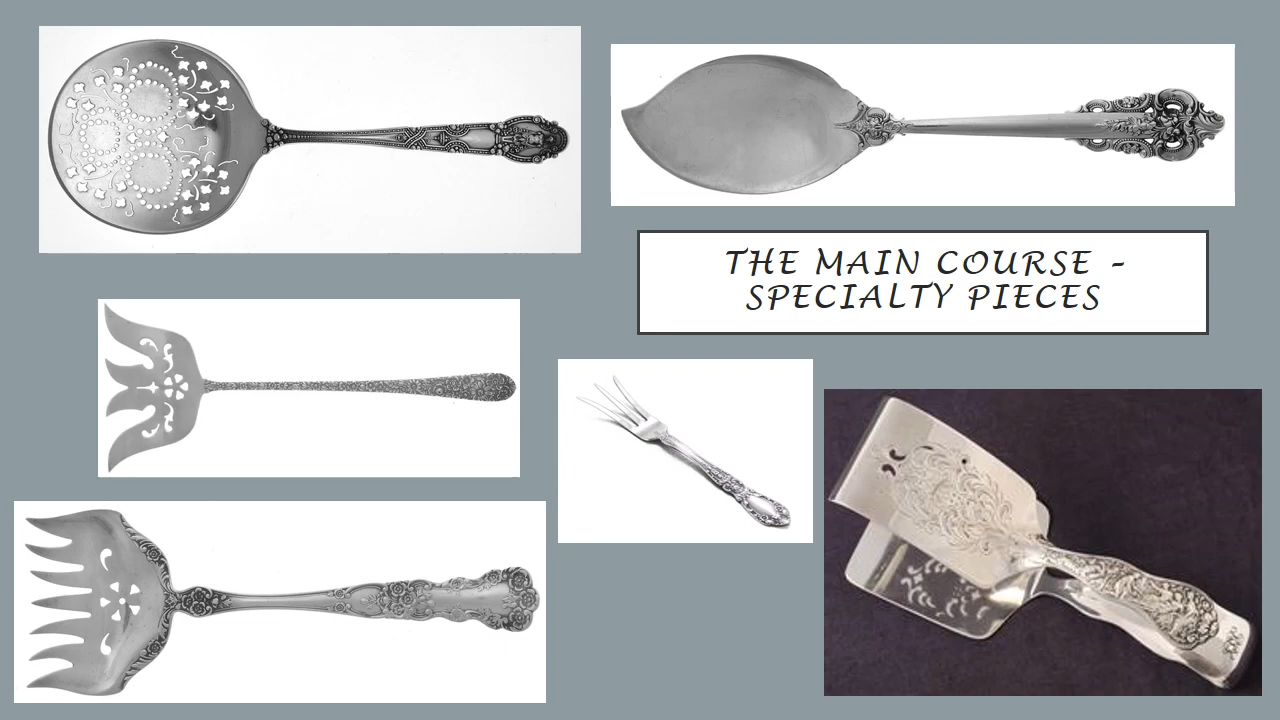 THE MAIN COURSE –
SPECIALTY PIECES